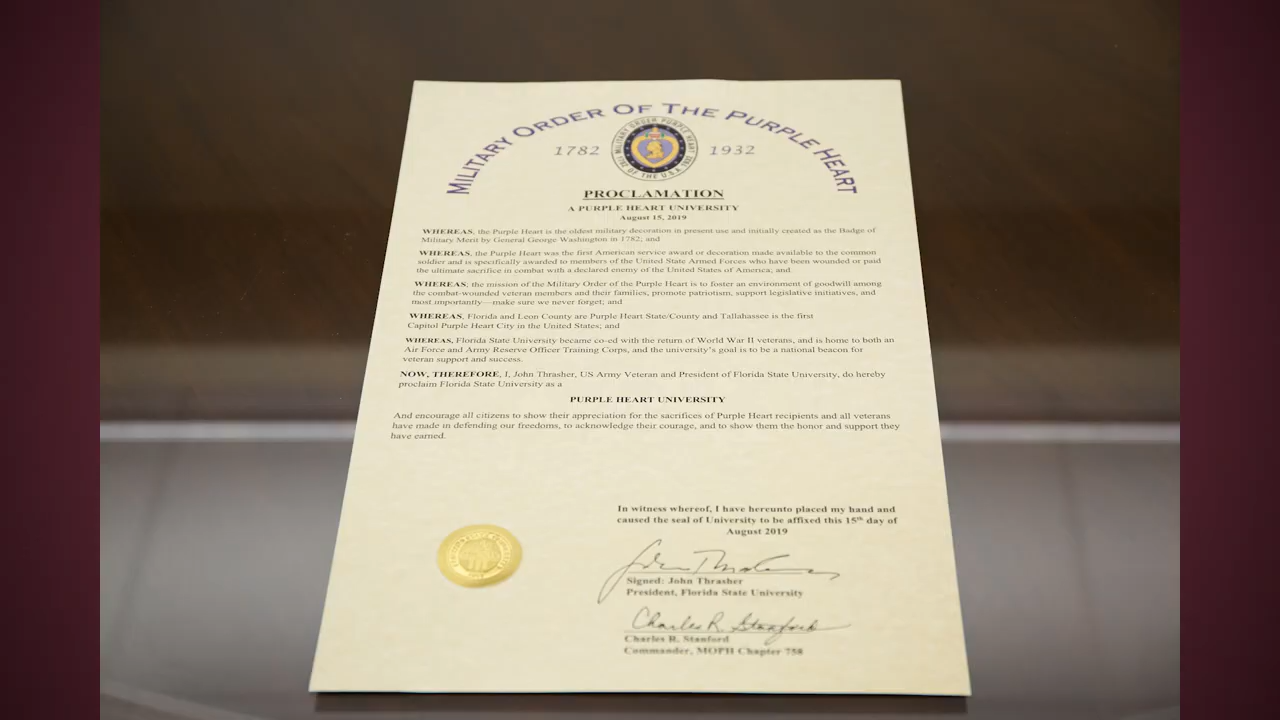 MILITARY ORDER OF THE PURPLE HEART
1782 1932
MILITARY ORDER PURPLE HEART
OF THE U.S.A. INC.
PROCLAMATION
A PURPLE HEART UNIVERSITY
August 15, 2019
WHEREAS, the Purple Heart is the oldest military decoration in present use and initially created as the Badge of
Military Merit by General George Washington in 1782; and
WHEREAS, the Purple Heart was the first American service award or decoration made available to the common
soldier and is specifically awarded to members of the United State Armed Forces who have been wounded or paid
the ultimate sacrifice in combat with a declared enemy of the United States of America; and
WHEREAS, the mission of the Military Order of the Purple Heart is to foster an environment of goodwill among
the combat-wounded veteran members and their families, promote patriotism, support legislative initiatives, and
most importantly—make sure we never forget; and
WHEREAS, Florida and Leon County are Purple Heart State/County and Tallahassee is the first
Capitol Purple Heart City in the United States; and
WHEREAS, Florida State University became co-ed with the return of World War II veterans, and is home to both an
Air Force and Army Reserve Officer Training Corps, and the university's goal is to be a national beacon for
veteran support and success.
NOW, THEREFORE, I, John Thrasher, US Army Veteran and President of Florida State University, do hereby
proclaim Florida State University as a
PURPLE HEART UNIVERSITY
And encourage all citizens to show their appreciation for the sacrifices of Purple Heart recipients and all veterans
have made in defending our freedoms, to acknowledge their courage, and to show them the honor and support they
have earned.
In witness whereof, I have hereunto placed my hand and
caused the seal of University to be affixed this 15th day of
August 2019
Signed: John Thrasher
President, Florida State University
Charles R. Stanford
Charles R. Stanford
Commander, MOPH Chapter 758